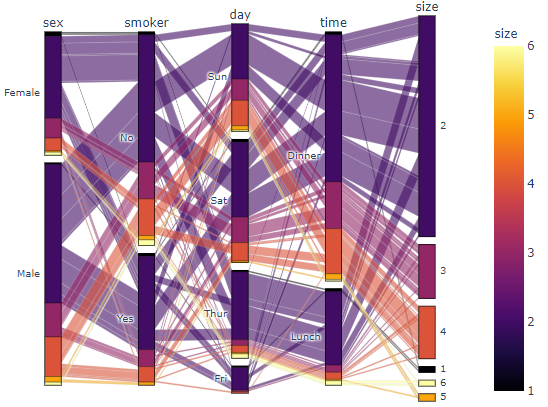 sex
smoker
day
time
size
Female
Male
No
Yes
Sun
Sat
Thur
Fri
Dinner
Lunch
2
3
4
1
6
5
size
6
5
4
3
2
1